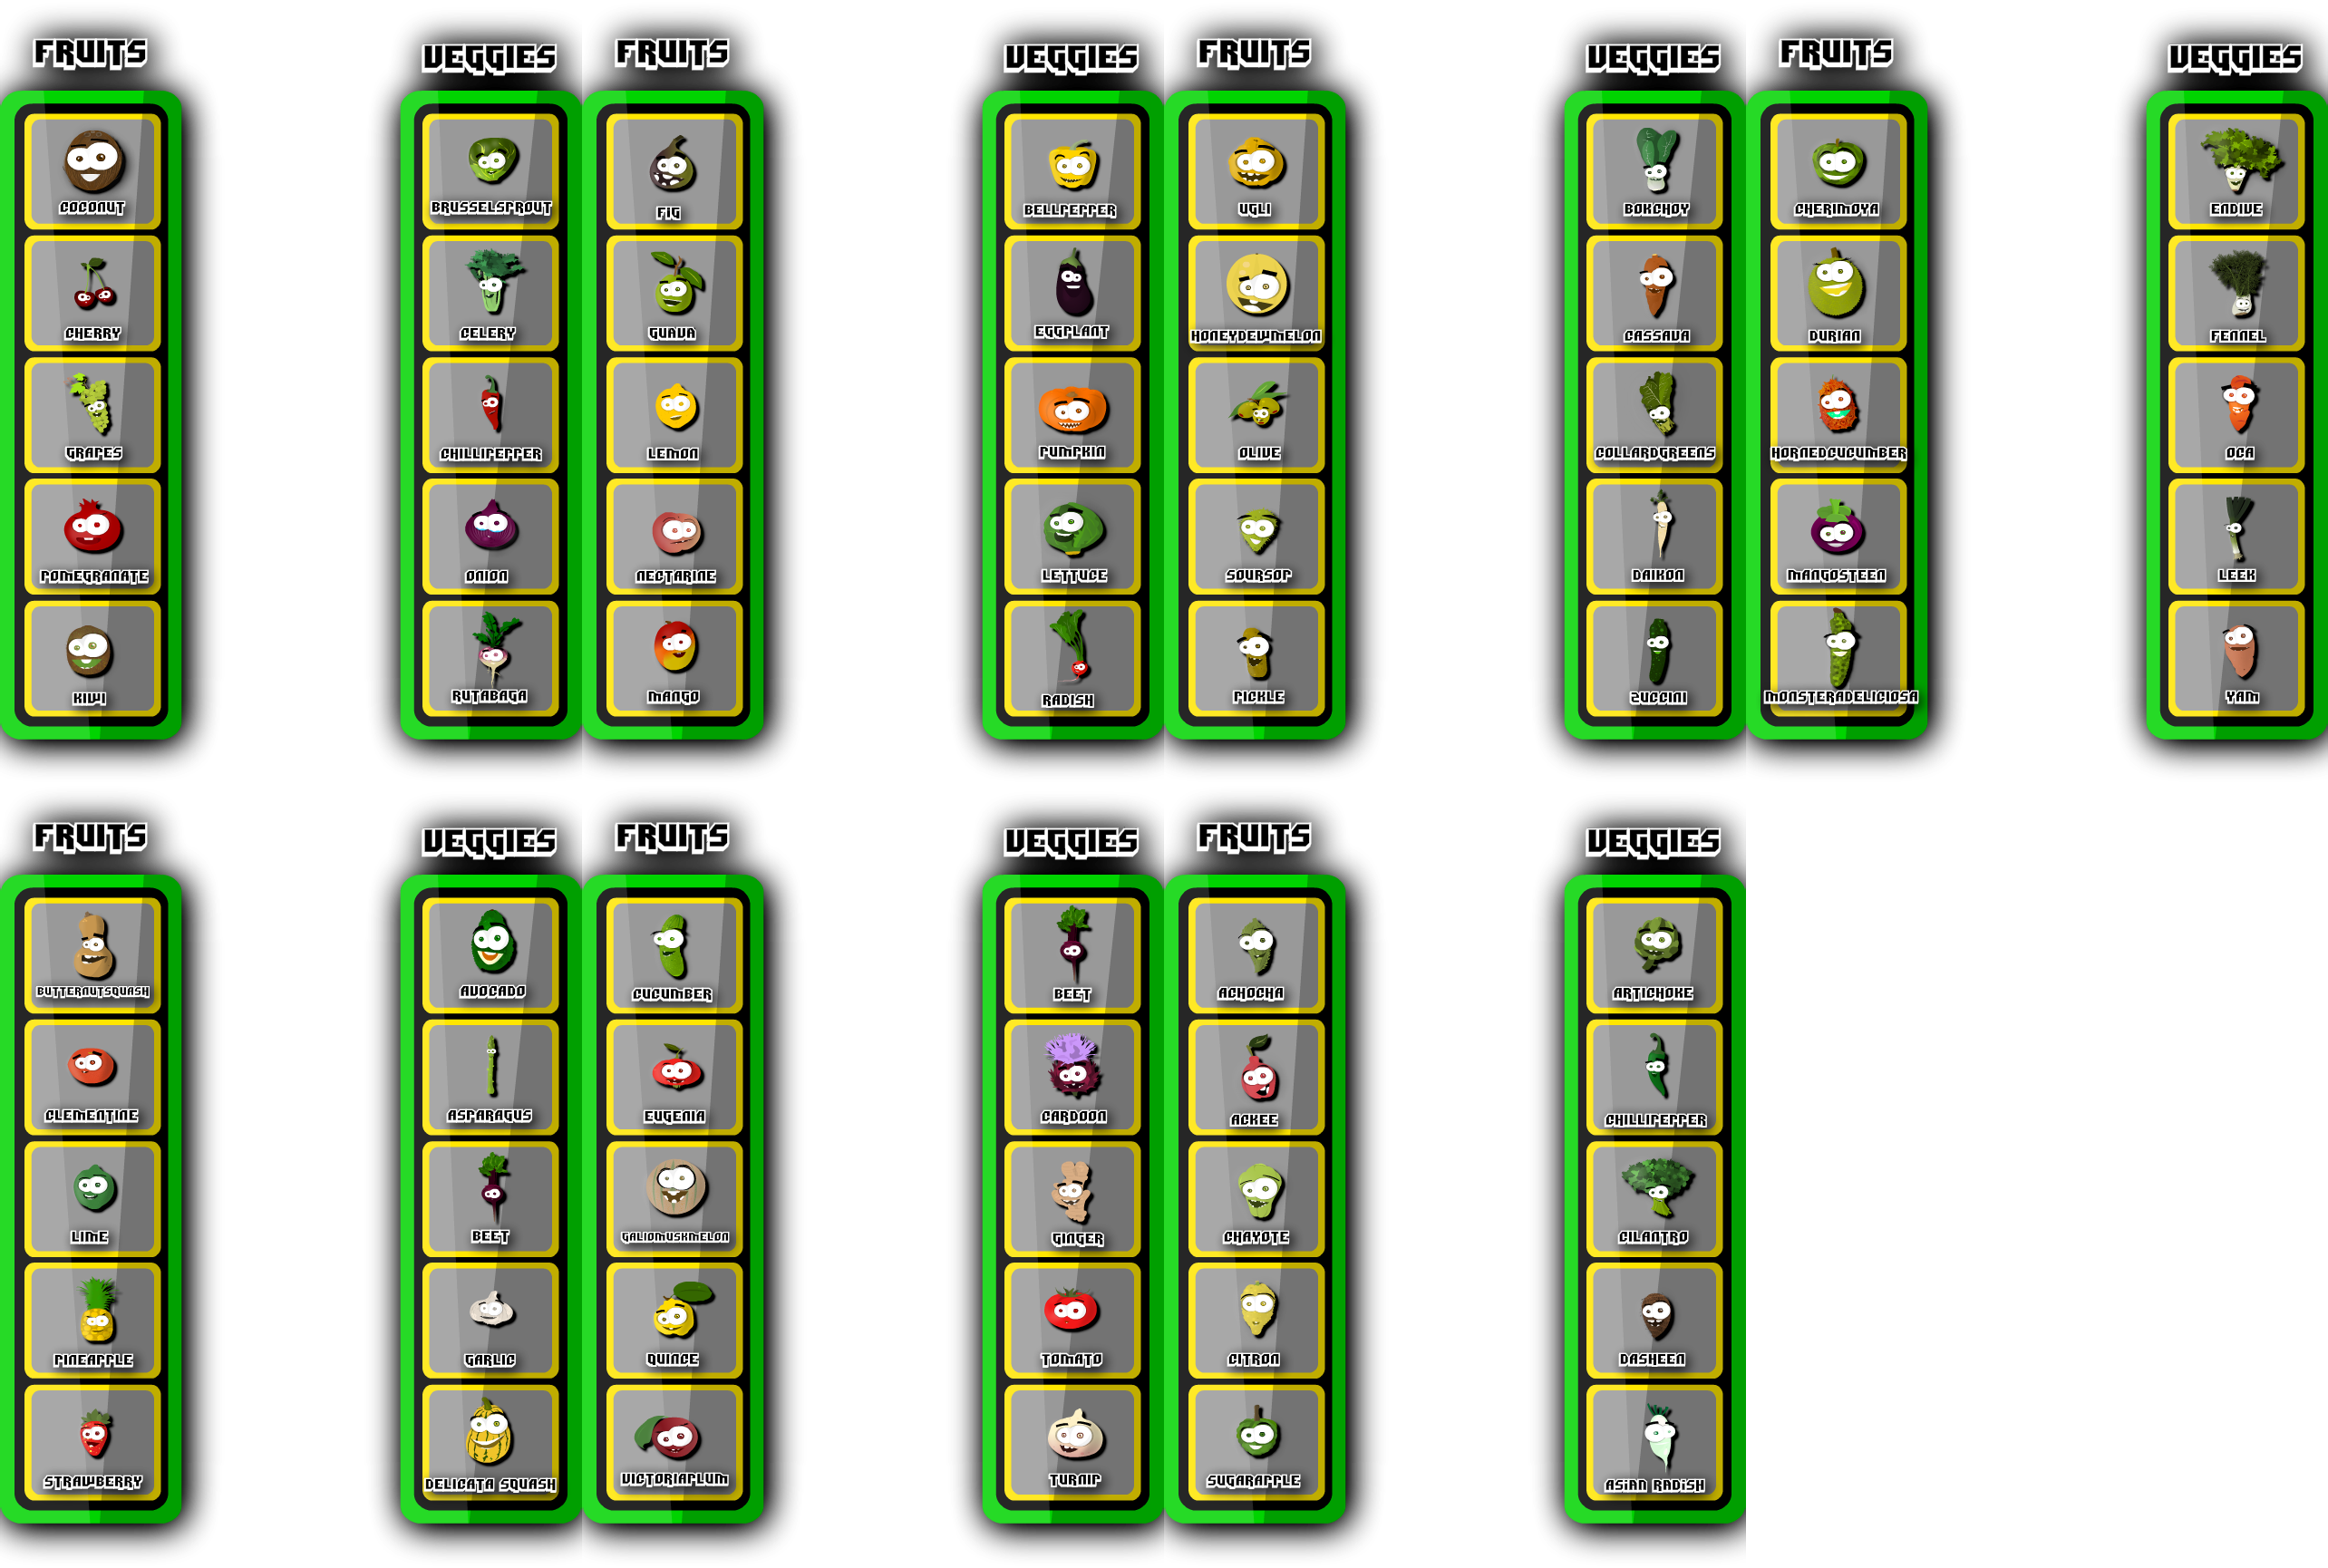 FRUITS
COCONUT
CHERRY
GRAPES
POMEGRANATE
KIWI
VEGGIES
BRUSSELSPROUT
CELERY
CHILLIPEPPER
ONION
RUTABAGA
FRUITS
FIG
GUAVA
LEMON
NECTARINE
MANGO
VEGGIES
BELLPEPPER
EGGPLANT
PUMPKIN
LETTUCE
RADISH
FRUITS
UGLI
HONEYDEWMELON
OLIVE
SOURSOP
PICKLE
VEGGIES
BOKCHOY
CASSAVA
COLLARDGREENS
DAIKON
ZUCCINI
FRUITS
CHERIMOYA
DURIAN
HORNEDCUCUMBER
MANGOSTEEN
MONSTERADELICIOSA
VEGGIES
ENDIVE
FENNEL
OCA
LEEK
YAM
FRUITS
BUTTERNUTSQUASH
CLEMENTINE
LIME
PINEAPPLE
STRAWBERRY
VEGGIES
AVOCADO
ASPARAGUS
BEET
GARLIC
DELICATA SQUASH
FRUITS
CUCUMBER
EUGENIA
GALIOMUSKMELON
QUINCE
VICTORIAPLUM
VEGGIES
BEET
CARDOON
GINGER
TOMATO
TURNIP
FRUITS
ACHOCHA
ACKEE
CHAYOTE
CITRON
SUGARAPPLE
VEGGIES
ARTICHOKE
CHILLIPEPPER
CILANTRO
DASHEEN
ASIAN RADISH